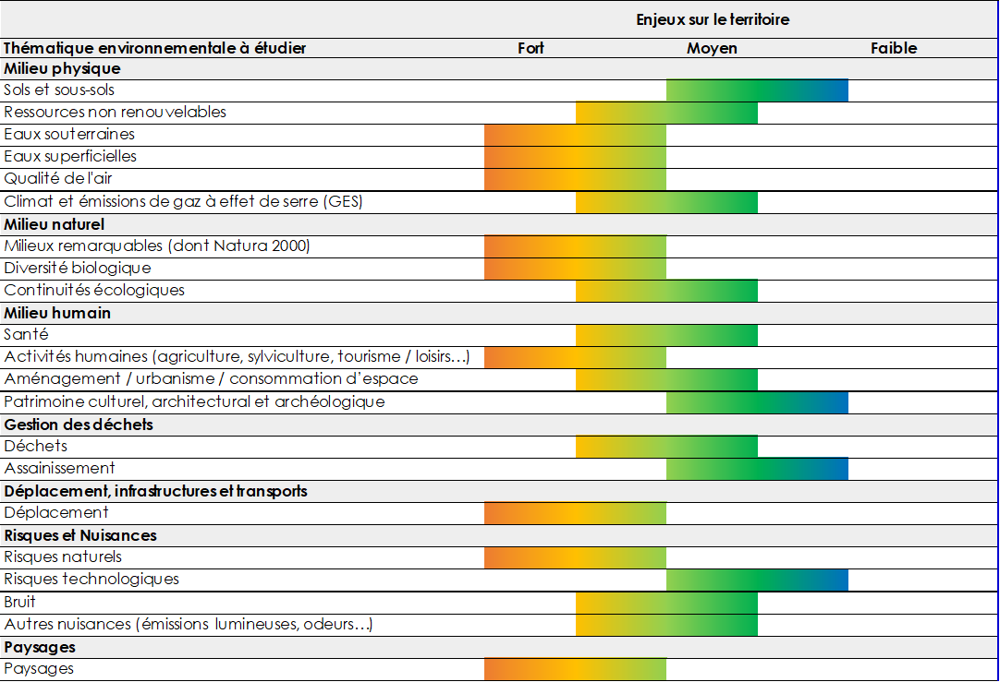 Enjeux sur le territoire
Thématique environnementale à étudier Fort Moyen Faible
Milieu physique
Sols et sous-sols
Ressources non renouvelables
Eaux souterraines
Eaux superficielles
Qualité de l'air
Climat et émissions de gaz à effet de serre (GES)
Milieu naturel
Milieux remarquables (dont Natura 2000)
Diversité biologique
Continuités écologiques
Milieu humain
Santé
Activités humaines (agriculture, sylviculture, tourisme / loisirs…)
Aménagement / urbanisme / consommation d’espace
Patrimoine culturel, architectural et archéologique
Gestion des déchets
Déchets
Assainissement
Déplacement, infrastructures et transports
Déplacement
Risques et Nuisances
Risques naturels
Risques technologiques
Bruit
Autres nuisances (émissions lumineuses, odeurs…)
Paysages
Paysages